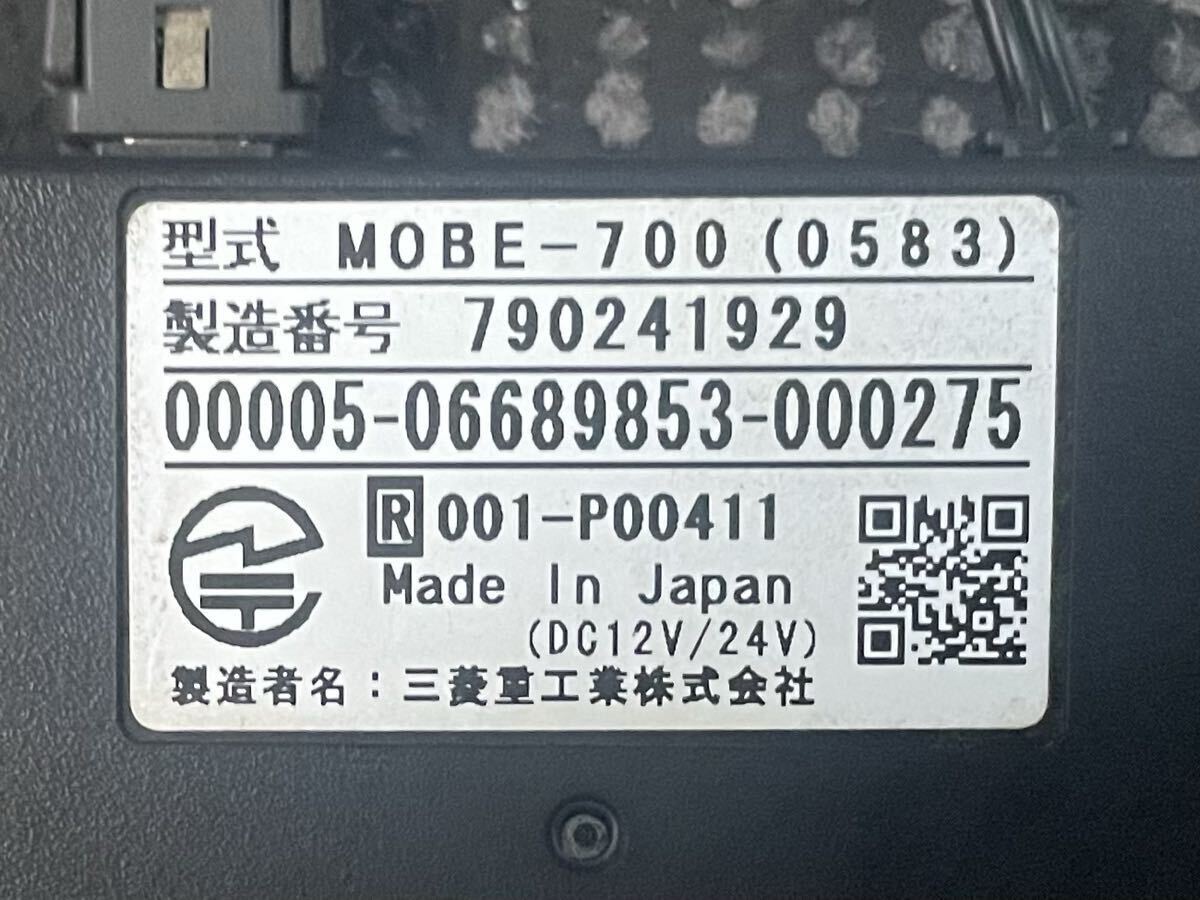 型式 MOBE-700(0583)
製造番号 790241929
00005-06689853-000275
R 001-P00411
Made In Japan
(DC12V/24V)
製造者名：三菱重工業株式会社